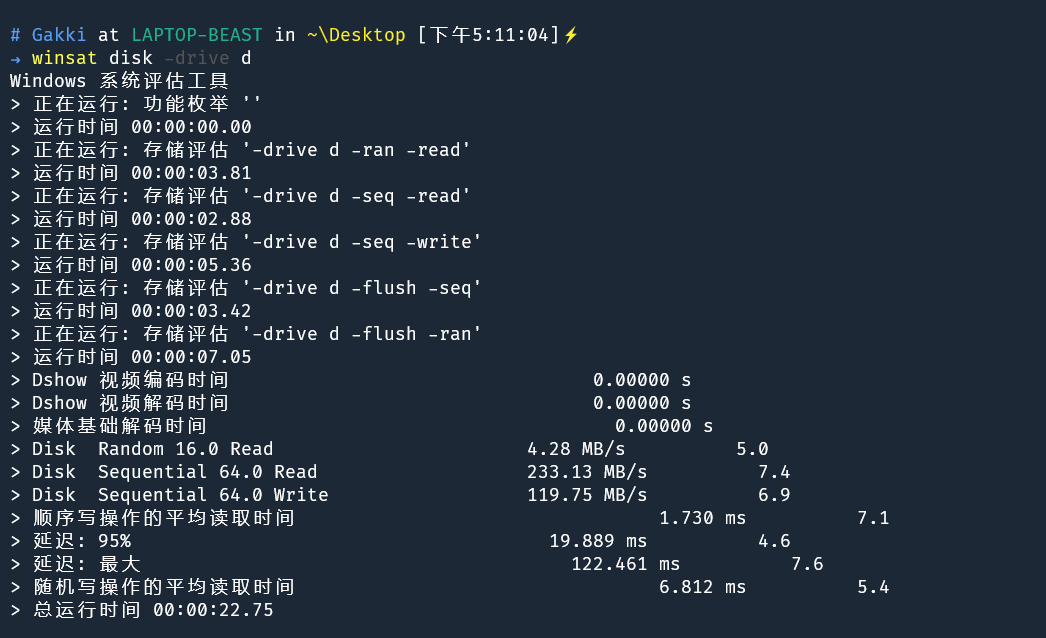 # Gakki at LAPTOP-BEAST in ~\Desktop [下午5:11:04]⚡
→ winsat disk -drive d
Windows 系统评估工具
> 正在运行: 功能枚举 ''
> 运行时间 00:00:00.00
> 正在运行: 存储评估 '-drive d -ran -read'
> 运行时间 00:00:03.81
> 正在运行: 存储评估 '-drive d -seq -read'
> 运行时间 00:00:02.88
> 正在运行: 存储评估 '-drive d -seq -write'
> 运行时间 00:00:05.36
> 正在运行: 存储评估 '-drive d -flush -seq'
> 运行时间 00:00:03.42
> 正在运行: 存储评估 '-drive d -flush -ran'
> 运行时间 00:00:07.05
> Dshow 视频编码时间 0.00000 s
> Dshow 视频解码时间 0.00000 s
> 媒体基础解码时间 0.00000 s
> Disk  Random 16.0 Read 4.28 MB/s 5.0
> Disk  Sequential 64.0 Read 233.13 MB/s 7.4
> Disk  Sequential 64.0 Write 119.75 MB/s 6.9
> 顺序写操作的平均读取时间 1.730 ms 7.1
> 延迟: 95% 19.889 ms 4.6
> 延迟: 最大 122.461 ms 7.6
> 随机写操作的平均读取时间 6.812 ms 5.4
> 总运行时间 00:00:22.75